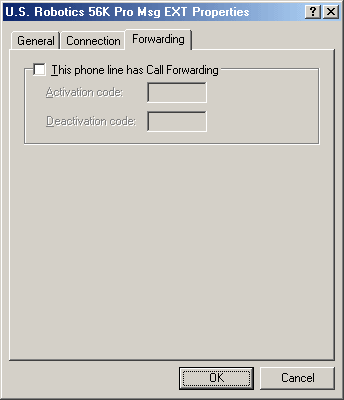 U.S. Robotics 56K Pro Msg EXT Properties
General Connection Forwarding
This phone line has Call Forwarding
Activation code:
Deactivation code:
OK Cancel